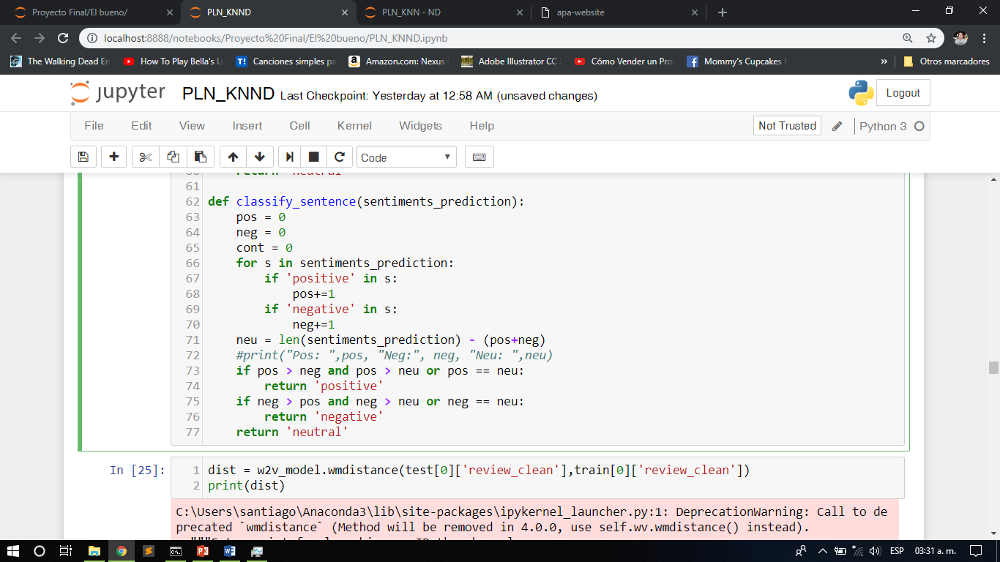 Proyecto Final/El bueno/
PLN_KNND
PLN_KNN - ND
apa-website
localhost:8888/notebooks/Proyecto%20Final/El%20bueno/PLN_KNND.ipynb
The Walking Dead En
How To Play Bella's Lu
T! Canciones simples pa
Amazon.com: Nexus
Adobe Illustrator CC
Cómo Vender un Pro
Mommy's Cupcakes
»
Otros marcadores
jupyter PLN_KNND Last Checkpoint: Yesterday at 12:58 AM (unsaved changes)
Logout
File Edit View Insert Cell Kernel Widgets Help
Not Trusted
Python 3
Code
60     return 'neutral'
61
62 def classify_sentence(sentiments_prediction):
63     pos = 0
64     neg = 0
65     cont = 0
66     for s in sentiments_prediction:
67         if 'positive' in s:
68             pos+=1
69         if 'negative' in s:
70             neg+=1
71     neu = len(sentiments_prediction) - (pos+neg)
72     #print("Pos: ",pos, "Neg:", neg, "Neu: ",neu)
73     if pos > neg and pos > neu or pos == neu:
74         return 'positive'
75     if neg > pos and neg > neu or neg == neu:
76         return 'negative'
77     return 'neutral'
In [25]:
1 dist = w2v_model.wmdistance(test[0]['review_clean'],train[0]['review_clean'])
2 print(dist)
C:\Users\santiago\Anaconda3\lib\site-packages\ipykernel_launcher.py:1: DeprecationWarning: Call to de
precated `wmdistance` (Method will be removed in 4.0.0, use self.wv.wmdistance() instead).
ESP
03:31 a. m.